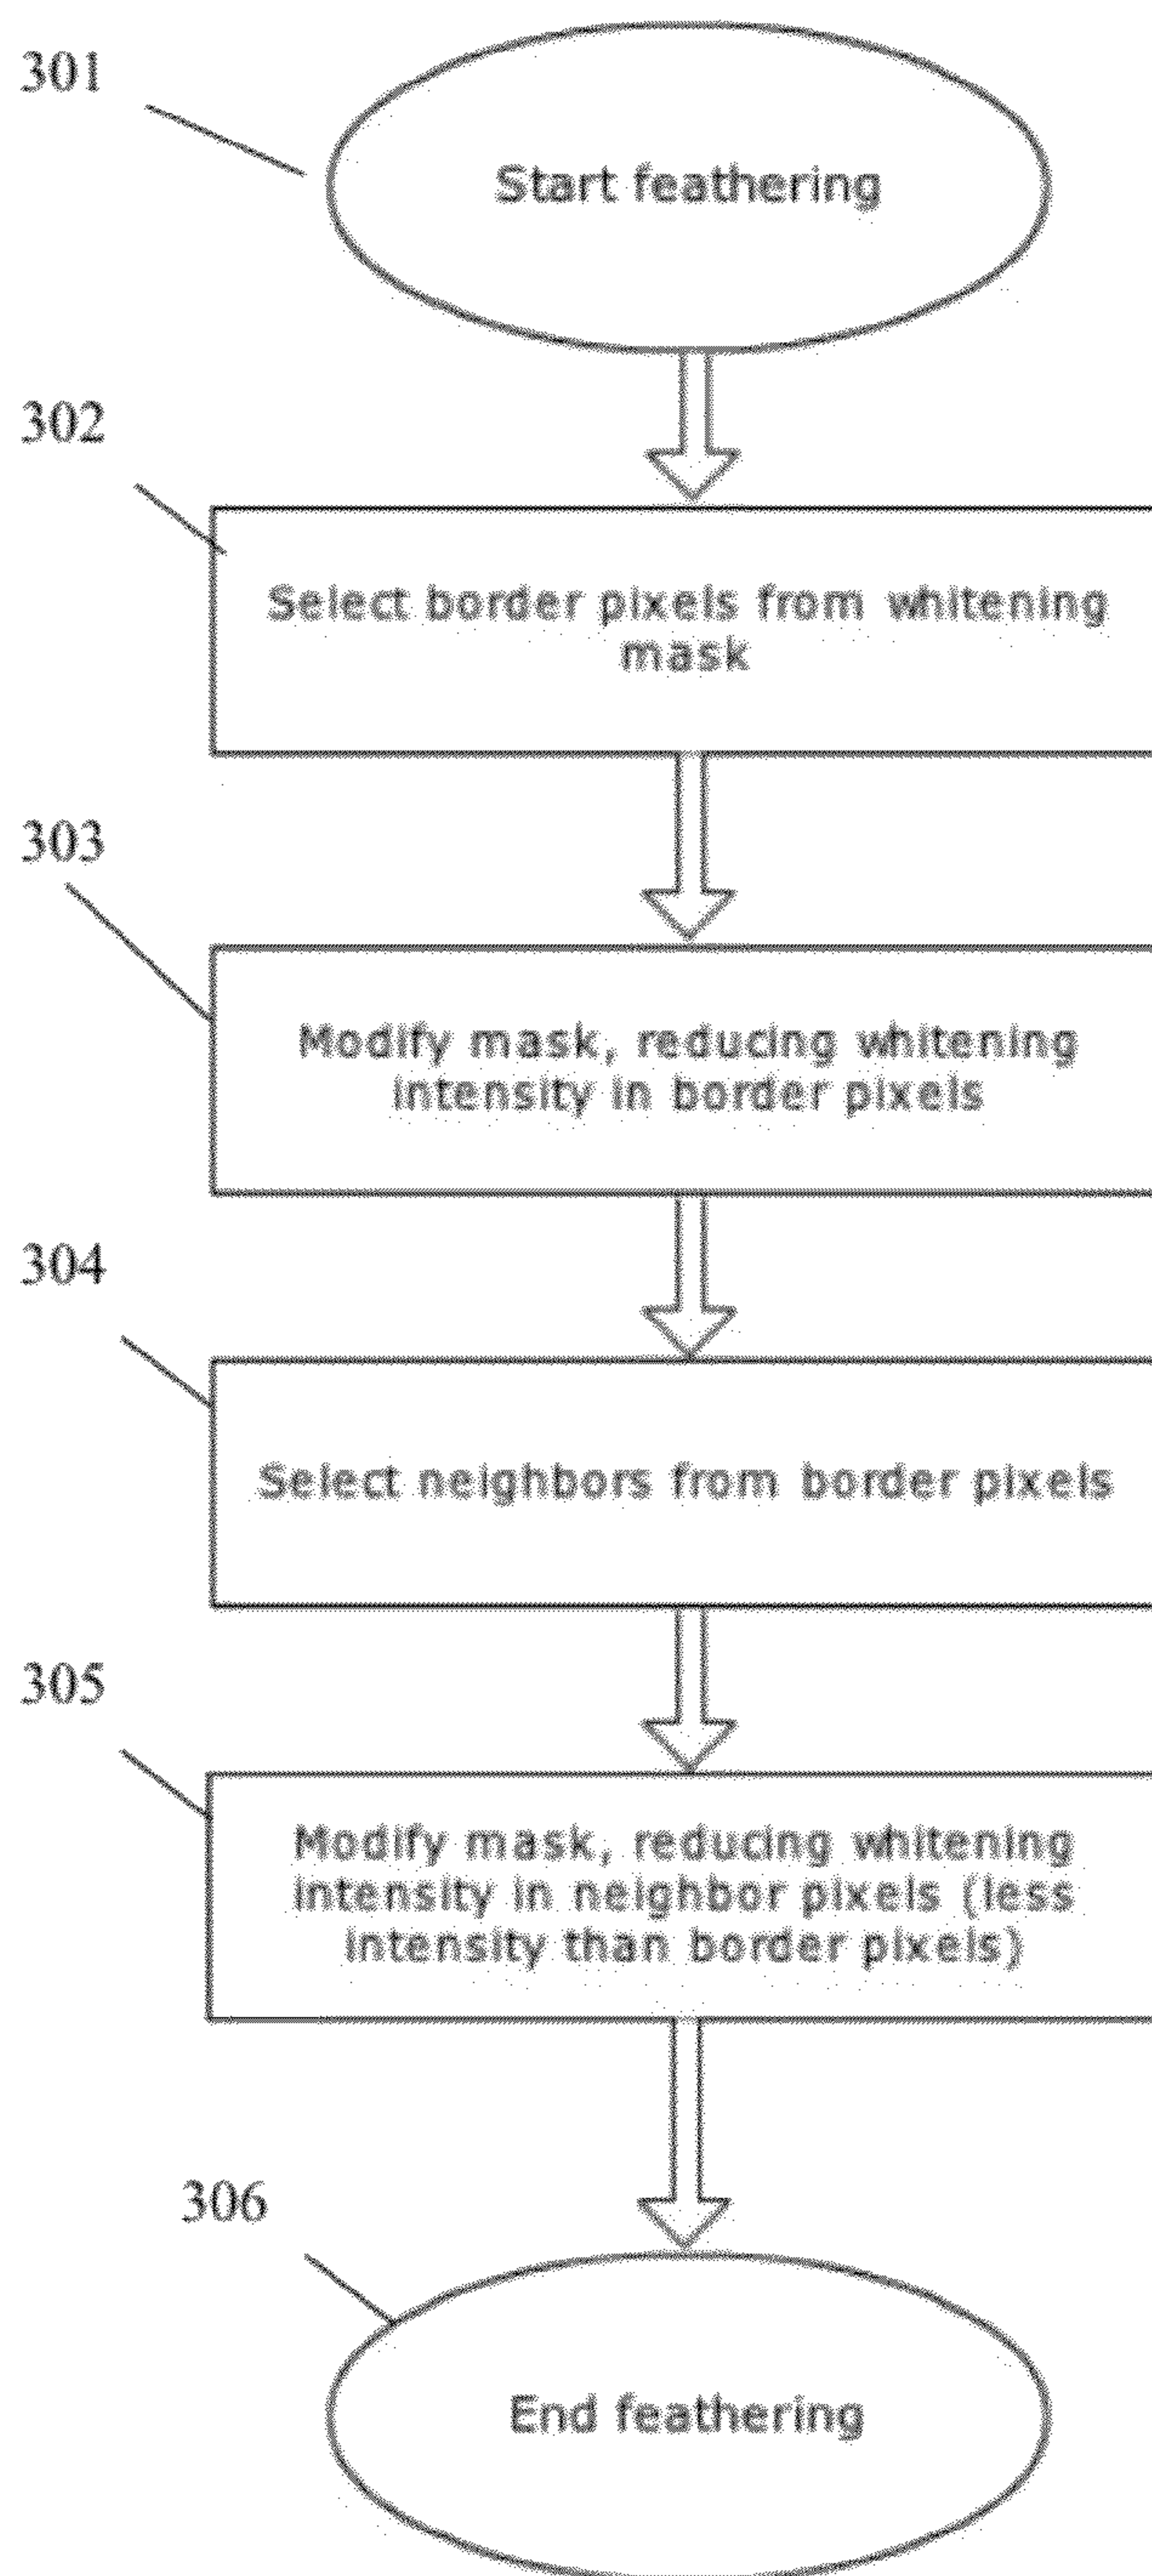 301
Start feathering
302
Select border pixels from whitening
mask
303
Modify mask, reducing whitening
intensity in border pixels
304
Select neighbors from border pixels
305
Modify mask, reducing whitening
intensity in neighbor pixels (less
intensity than border pixels)
306
End feathering